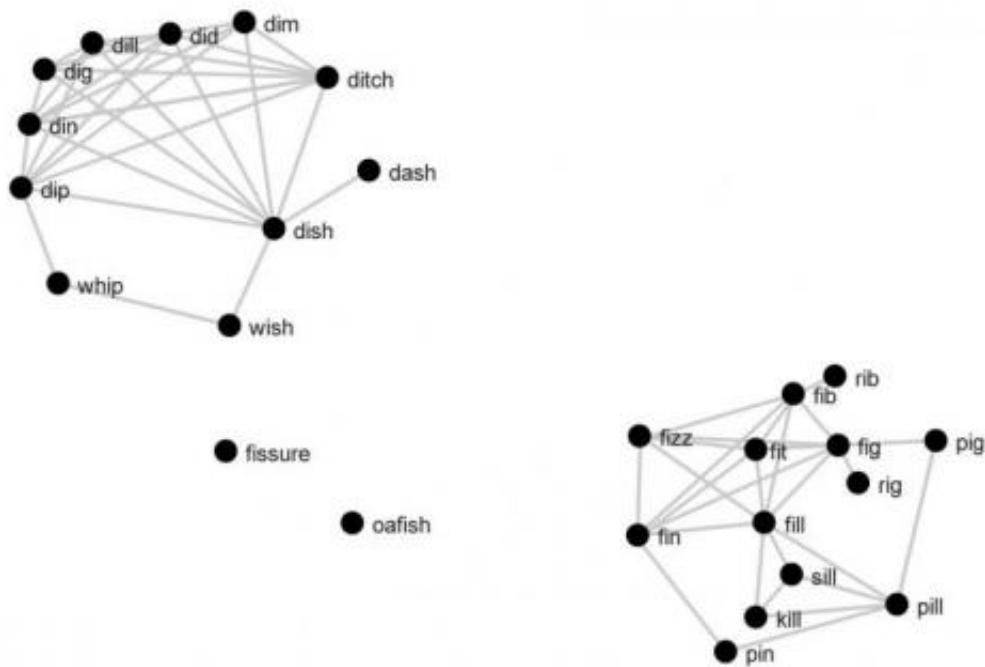 dim
did
dill
dig
ditch
din
dash
dip
dish
whip
wish
rib
fib
fizz
fit
fig
pig
fissure
rig
oafish
fill
fin
sill
pill
kill
pin